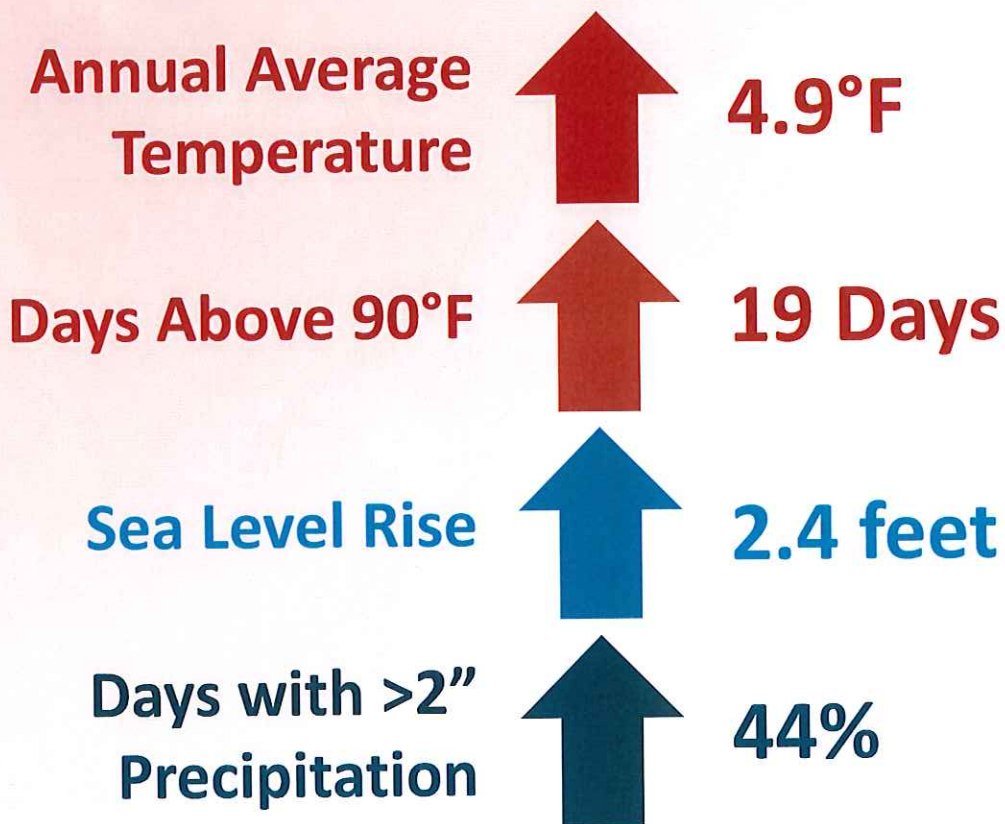 Annual Average
Temperature
4.9°F
Days Above 90°F
19 Days
Sea Level Rise
2.4 feet
Days with >2”
Precipitation
44%